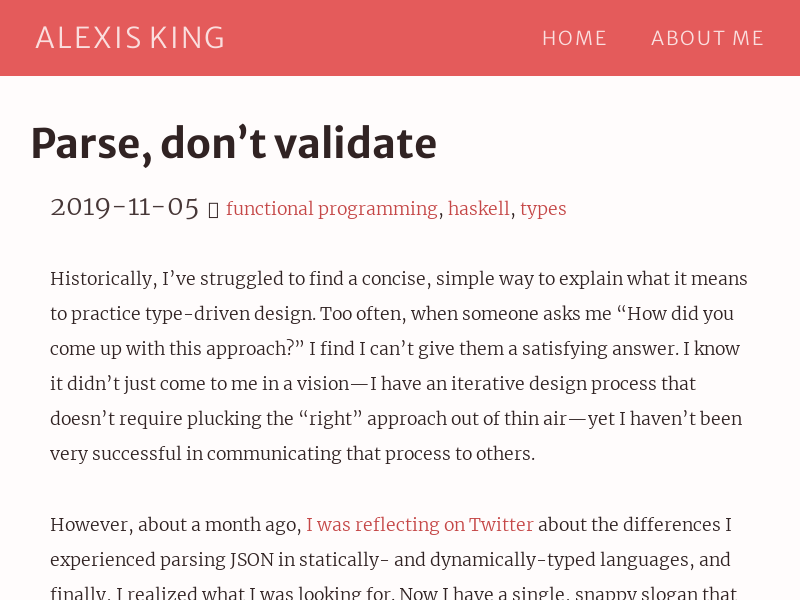 ALEXIS KING
HOME ABOUT ME
Parse, don’t validate
2019-11-05 functional programming, haskell, types
Historically, I’ve struggled to find a concise, simple way to explain what it means
to practice type-driven design. Too often, when someone asks me “How did you
come up with this approach?” I find I can’t give them a satisfying answer. I know
it didn’t just come to me in a vision—I have an iterative design process that
doesn’t require plucking the “right” approach out of thin air—yet I haven’t been
very successful in communicating that process to others.
However, about a month ago, I was reflecting on Twitter about the differences I
experienced parsing JSON in statically- and dynamically-typed languages, and
finally, I realized what I was looking for. Now I have a single, snappy slogan that